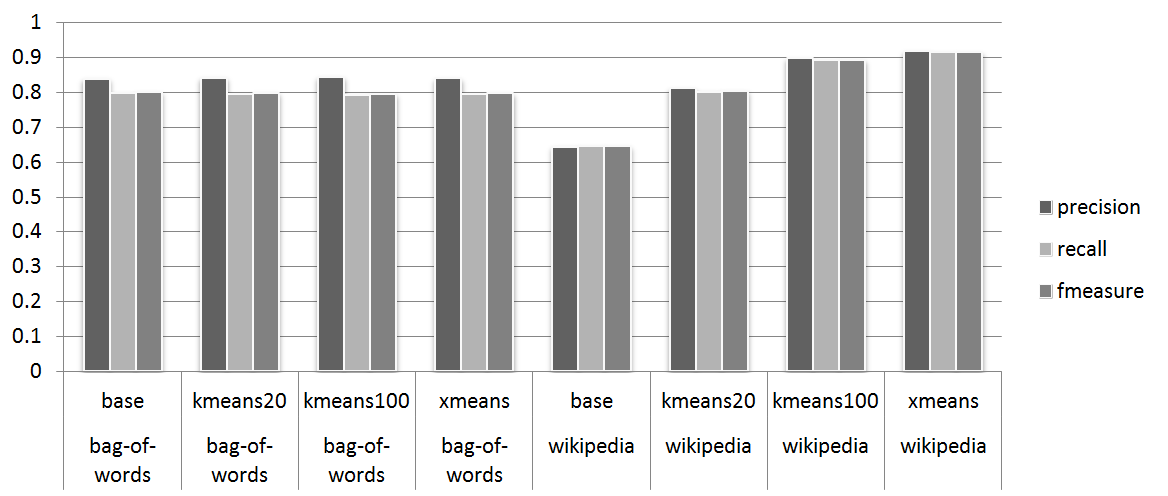 1
0.9
0.8
0.7
0.6
0.5
0.4
0.3
0.2
0.1
0
base kmeans20 kmeans100 xmeans base kmeans20 kmeans100 xmeans
bag-of- bag-of- bag-of- bag-of- wikipedia wikipedia wikipedia wikipedia
words words words words
precision
recall
fmeasure